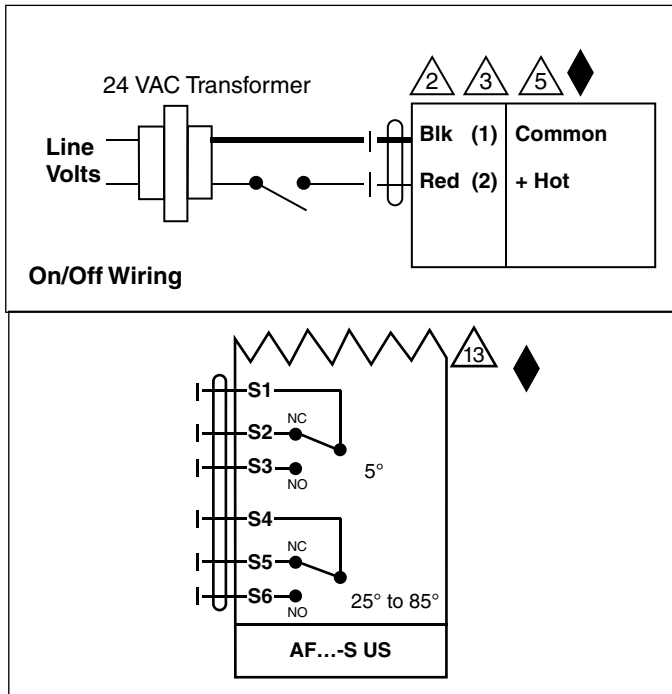 24 VAC Transformer
2 3 5
Line
Volts
Blk (1) Common
Red (2) + Hot
On/Off Wiring
13
S1
S2 NC
S3 NO 5°
S4
S5 NC
S6 NO 25° to 85°
AF...-S US